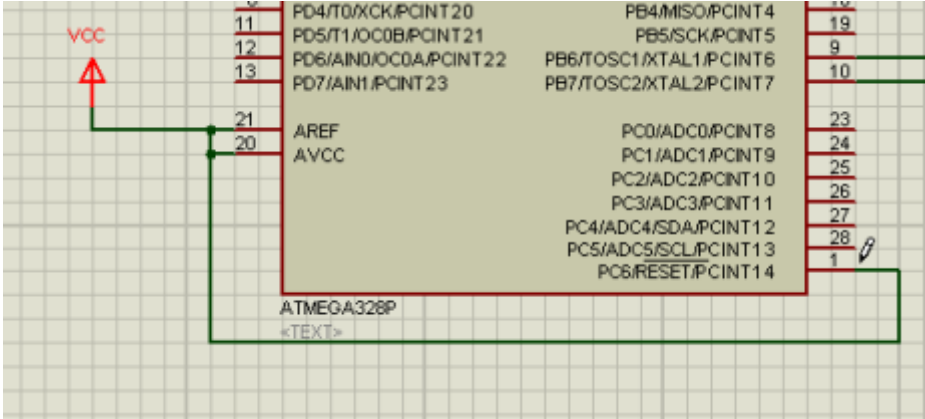 VCC
PD4/T0/XCK/PCINT20
11
PD5/T1/OC0B/PCINT21
12
PD6/AIN0/OC0A/PCINT22
13
PD7/AIN1/PCINT23
21
AREF
20
AVCC
PB4/MISO/PCINT4
PB5/SCK/PCINT5
19
PB6/TOSC1/XTAL1/PCINT6
9
PB7/TOSC2/XTAL2/PCINT7
10
PC0/ADC0/PCINT8
23
PC1/ADC1/PCINT9
24
PC2/ADC2/PCINT10
25
PC3/ADC3/PCINT11
26
PC4/ADC4/SDA/PCINT12
27
PC5/ADC5/SCL/PCINT13
28
PC6/RESET/PCINT14
1
ATMEGA328P
<TEXT>